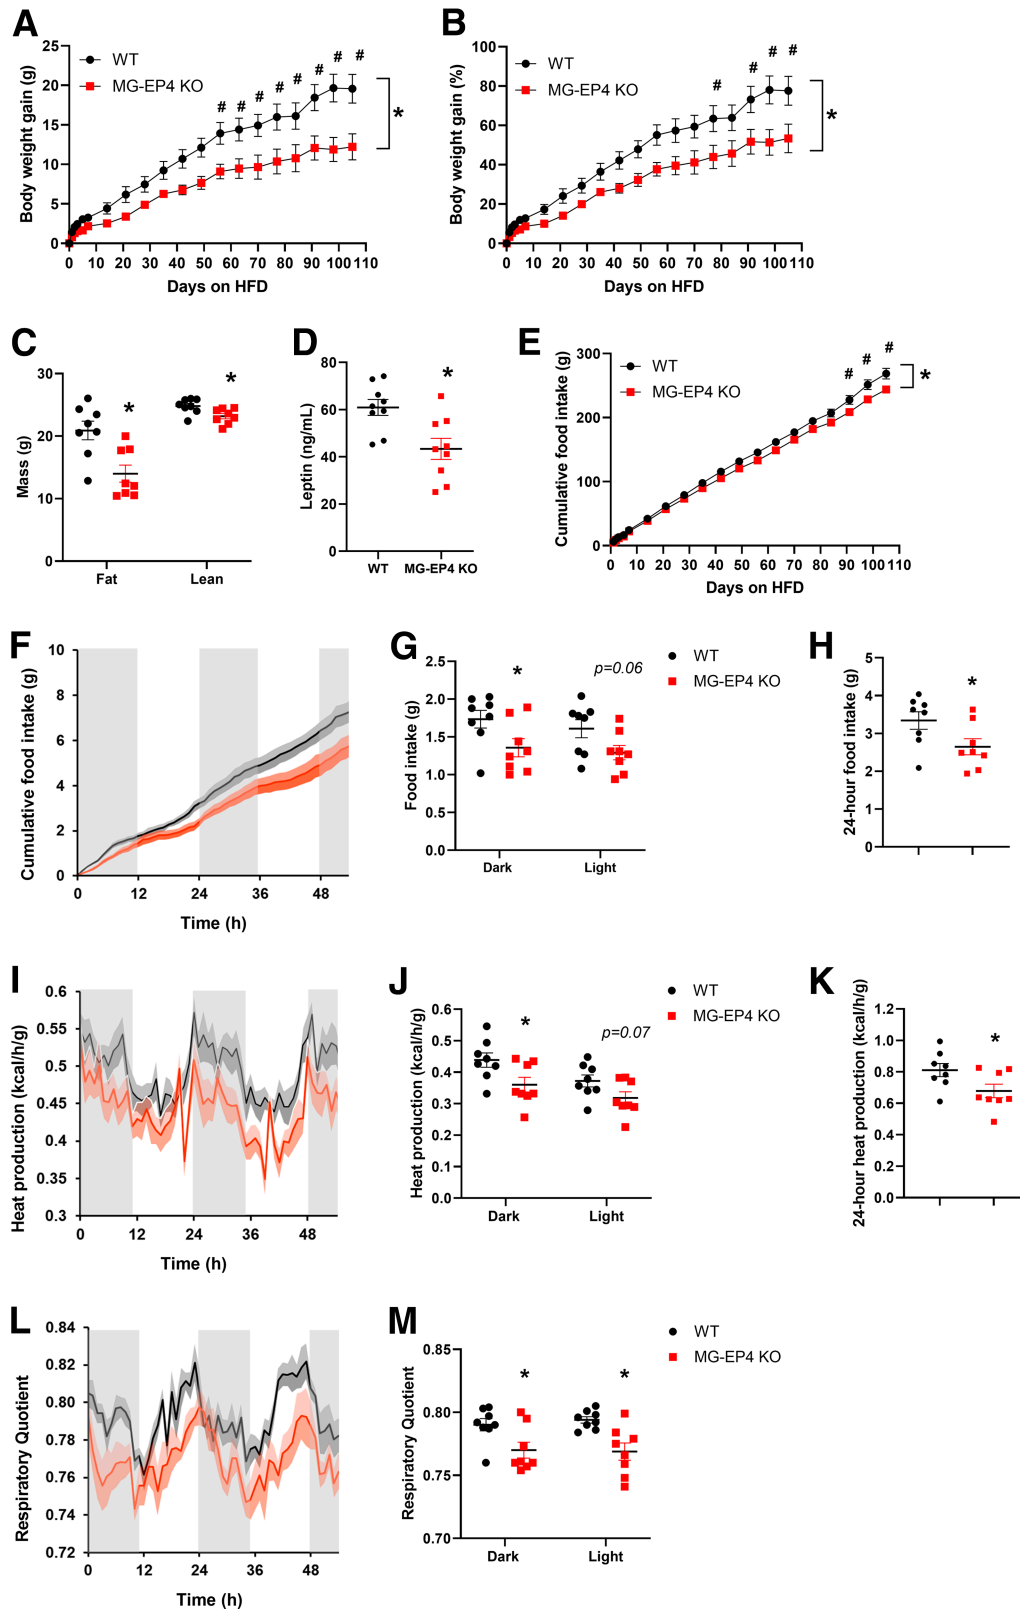 A
Body weight gain (g)
25
20
15
10
5
0
WT
MG-EP4 KO
# # # # # # # #
*
0 10 20 30 40 50 60 70 80 90 100 110
Days on HFD
B
Body weight gain (%)
100
80
60
40
20
0
WT
MG-EP4 KO
# # # #
*
0 10 20 30 40 50 60 70 80 90 100 110
Days on HFD
C
Mass (g)
30
20
10
0
* *
Fat Lean
D
Leptin (ng/mL)
80
60
40
20
0
*
WT MG-EP4 KO
E
Cumulative food intake (g)
300
200
100
0
WT
MG-EP4 KO
# # #
*
0 10 20 30 40 50 60 70 80 90 100 110
Days on HFD
F
Cumulative food intake (g)
10
8
6
4
2
0
0 12 24 36 48
Time (h)
G
Food intake (g)
2.5
2.0
1.5
1.0
0.5
0.0
* p=0.06
Dark Light
WT
MG-EP4 KO
H
24-hour food intake (g)
5
4
3
2
1
0
*
I
Heat production (kcal/h/g)
0.6
0.55
0.5
0.45
0.4
0.35
0.3
0 12 24 36 48
Time (h)
J
Heat production (kcal/h/g)
0.6
0.5
0.4
0.3
0.2
0.1
0.0
* p=0.07
Dark Light
WT
MG-EP4 KO
K
24-hour heat production (kcal/h/g)
1.2
1.0
0.8
0.6
0.4
0.2
0.0
*
L
Respiratory Quotient
0.84
0.82
0.80
0.78
0.76
0.74
0.72
0 12 24 36 48
Time (h)
M
Respiratory Quotient
0.85
0.80
0.75
0.70
* *
Dark Light
WT
MG-EP4 KO